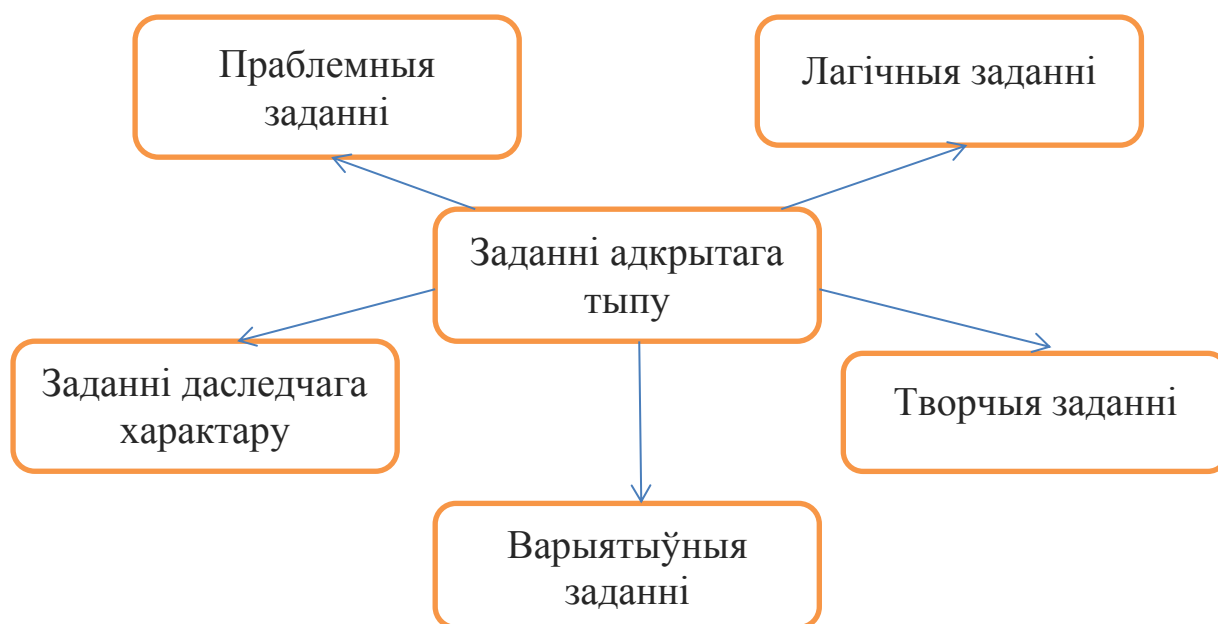 Праблемныя
заданні
Лагічныя заданні
Заданні адкрытага
тыпу
Заданні даследчага
характару
Творчыя заданні
Варыятыўныя
заданні